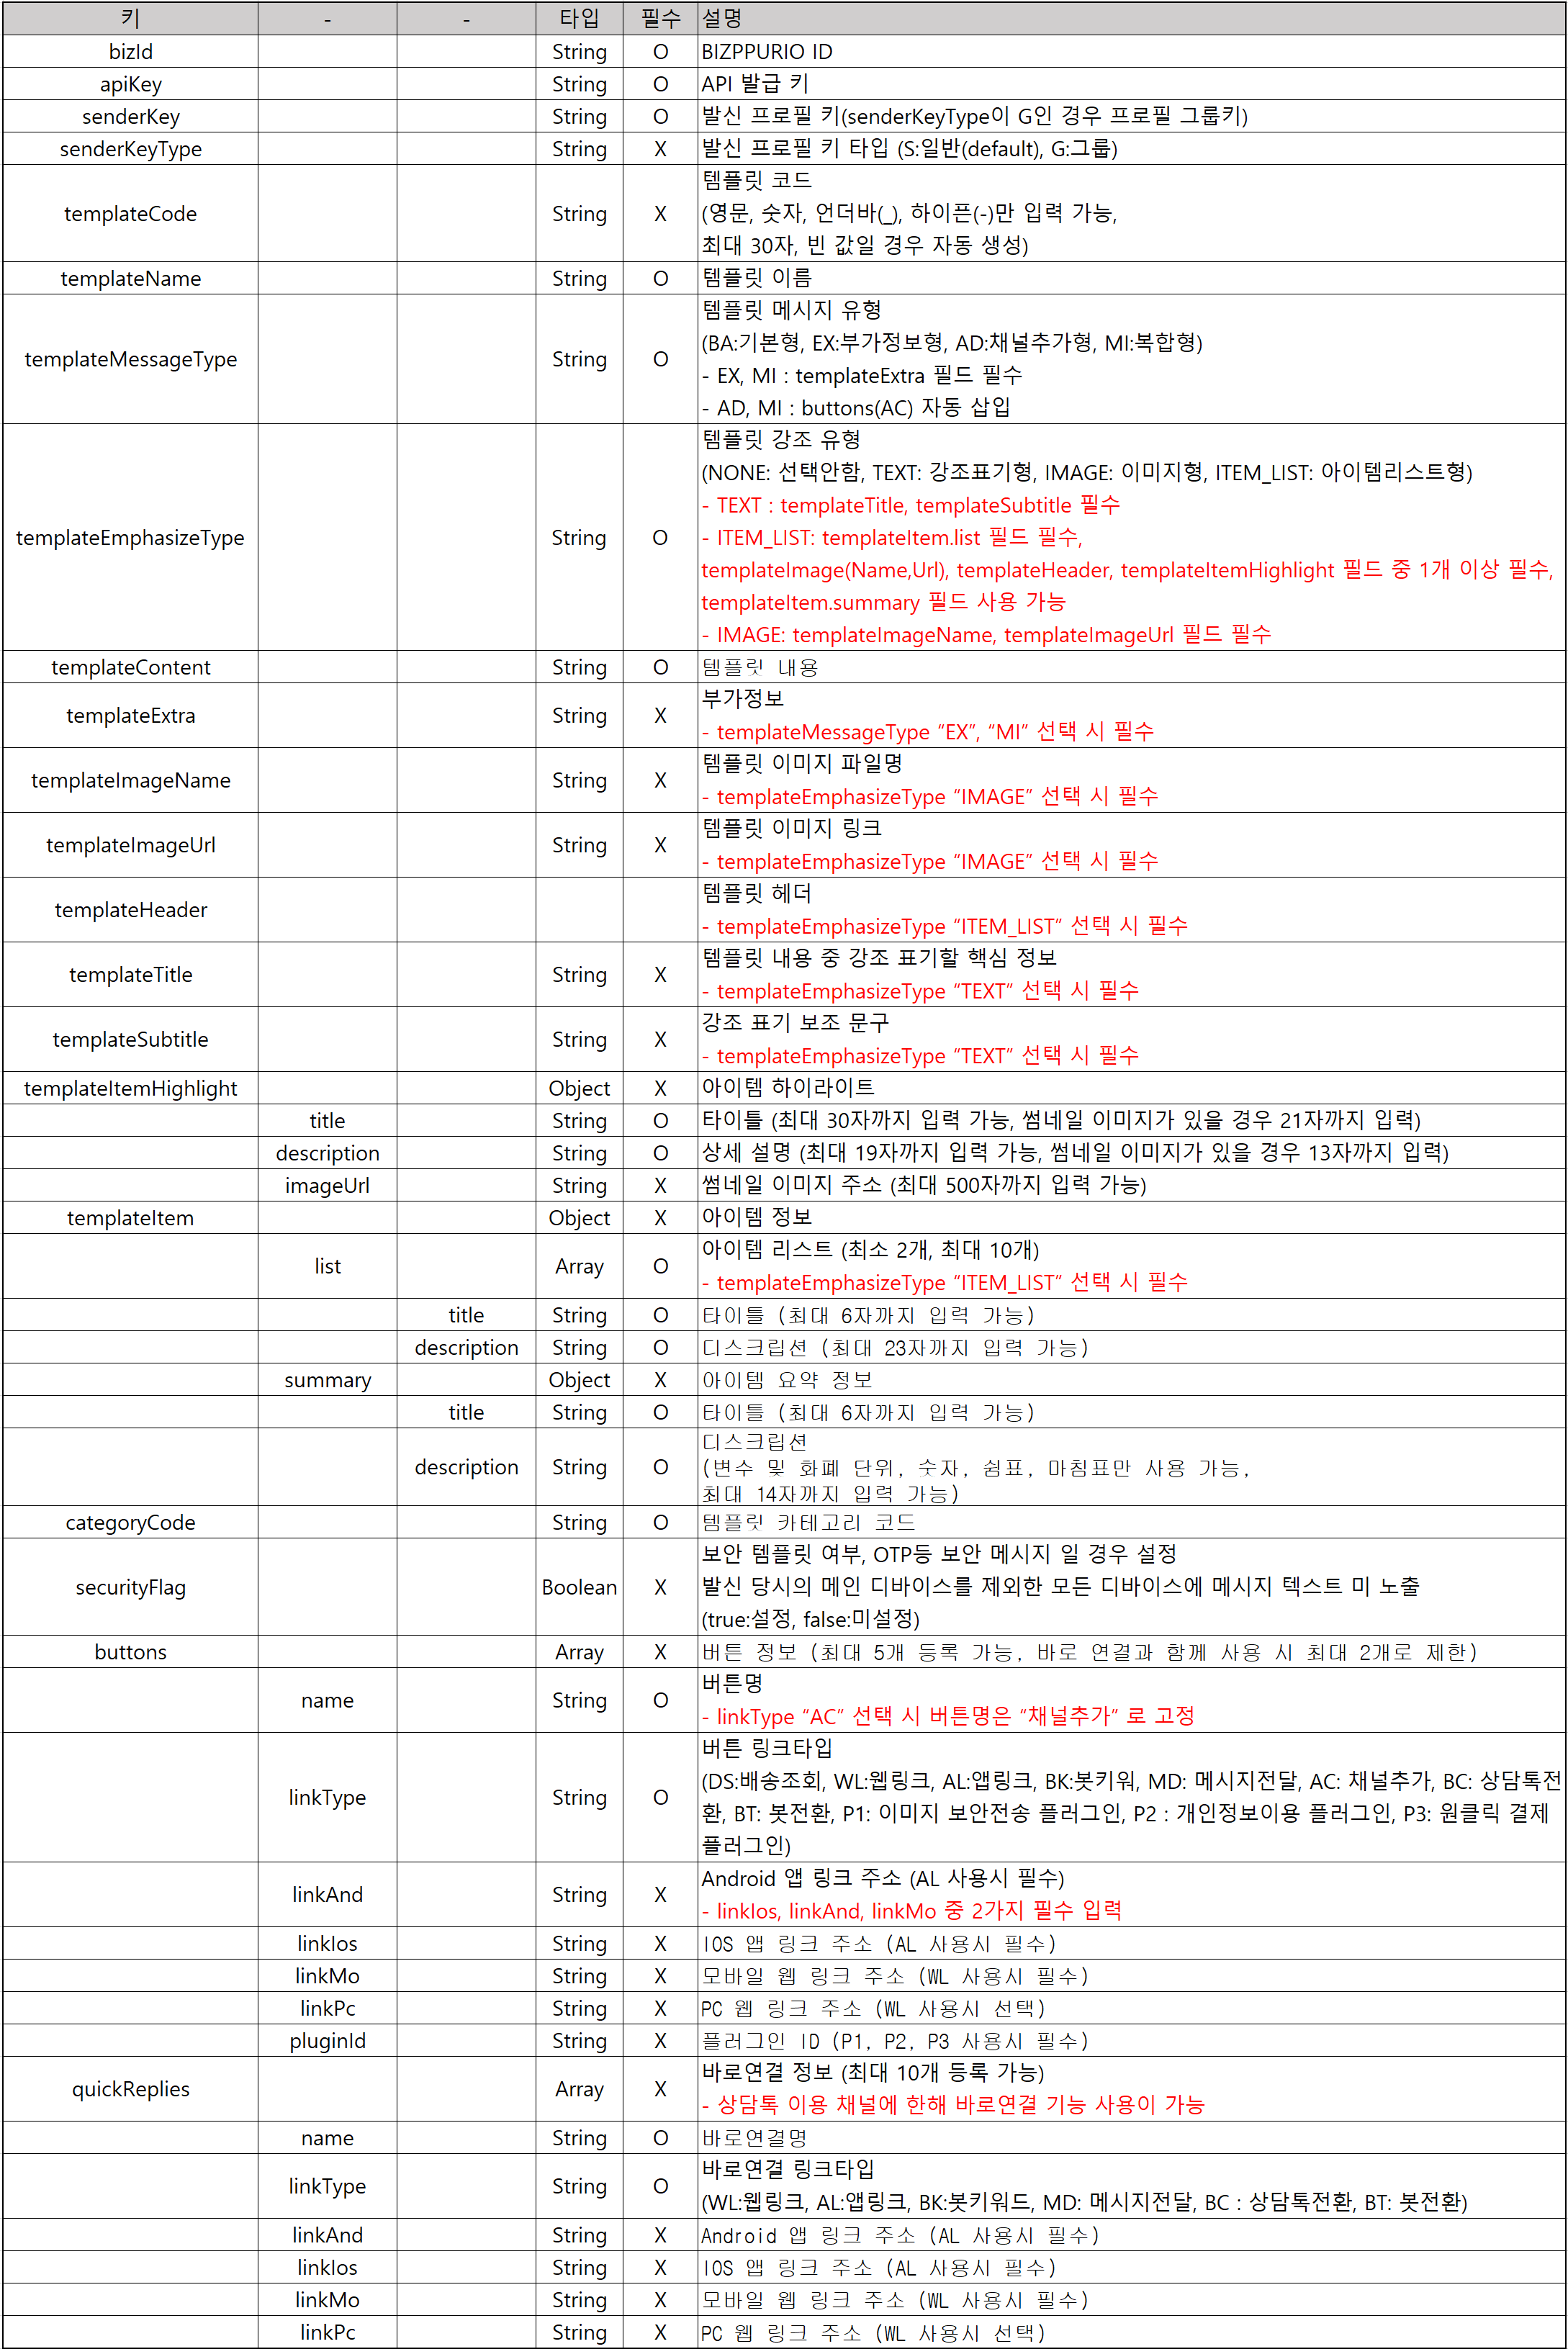 키 - - 타입 필수 설명
bizId String O BIZPPURIO ID
apiKey String O API 발급 키
senderKey String O 발신 프로필 키(senderKeyType이 G인 경우 프로필 그룹키)
senderKeyType String X 발신 프로필 키 타입 (S:일반(default), G:그룹)
templateCode String X 템플릿 코드
(영문, 숫자, 언더바(_), 하이픈(-)만 입력 가능,
최대 30자, 빈 값일 경우 자동 생성)
templateName String O 템플릿 이름
templateMessageType String O 템플릿 메시지 유형
(BA:기본형, EX:부가정보형, AD:채널추가형, MI:복합형)
- EX, MI : templateExtra 필드 필수
- AD, MI : buttons(AC) 자동 삽입
templateEmphasizeType String O 템플릿 강조 유형
(NONE: 선택안함, TEXT: 강조표기형, IMAGE: 이미지형, ITEM_LIST: 아이템리스트형)
- TEXT : templateTitle, templateSubtitle 필수
- ITEM_LIST: templateItem.list 필드 필수,
templateImage(Name,Url), templateHeader, templateItemHighlight 필드 중 1개 이상 필수,
templateItem.summary 필드 사용 가능
- IMAGE: templateImageName, templateImageUrl 필드 필수
templateContent String O 템플릿 내용
templateExtra String X 부가정보
- templateMessageType “EX”, “MI” 선택 시 필수
templateImageName String X 템플릿 이미지 파일명
- templateEmphasizeType “IMAGE” 선택 시 필수
templateImageUrl String X 템플릿 이미지 링크
- templateEmphasizeType “IMAGE” 선택 시 필수
templateHeader 템플릿 헤더
- templateEmphasizeType “ITEM_LIST” 선택 시 필수
templateTitle String X 템플릿 내용 중 강조 표기할 핵심 정보
- templateEmphasizeType “TEXT” 선택 시 필수
templateSubtitle String X 강조 표기 보조 문구
- templateEmphasizeType “TEXT” 선택 시 필수
templateItemHighlight Object X 아이템 하이라이트
title String O 타이틀 (최대 30자까지 입력 가능, 썸네일 이미지가 있을 경우 21자까지 입력)
description String O 상세 설명 (최대 19자까지 입력 가능, 썸네일 이미지가 있을 경우 13자까지 입력)
imageUrl String X 썸네일 이미지 주소 (최대 500자까지 입력 가능)
templateItem Object X 아이템 정보
list Array O 아이템 리스트 (최소 2개, 최대 10개)
- templateEmphasizeType “ITEM_LIST” 선택 시 필수
title String O 타이틀 (최대 6자까지 입력 가능)
description String O 디스크립션 (최대 23자까지 입력 가능)
summary Object X 아이템 요약 정보
title String O 타이틀 (최대 6자까지 입력 가능)
description String O 디스크립션
(변수 및 화폐 단위, 숫자, 쉼표, 마침표만 사용 가능,
최대 14자까지 입력 가능)
categoryCode String O 템플릿 카테고리 코드
securityFlag Boolean X 보안 템플릿 여부, OTP등 보안 메시지 일 경우 설정
발신 당시의 메인 디바이스를 제외한 모든 디바이스에 메시지 텍스트 미 노출
(true:설정, false:미설정)
buttons Array X 버튼 정보 (최대 5개 등록 가능, 바로 연결과 함께 사용 시 최대 2개로 제한)
name String O 버튼명
- linkType “AC” 선택 시 버튼명은 “채널추가” 로 고정
linkType String O 버튼 링크타입
(DS:배송조회, WL:웹링크, AL:앱링크, BK:봇키워, MD: 메시지전달, AC: 채널추가, BC: 상담톡전
환, BT: 봇전환, P1: 이미지 보안전송 플러그인, P2 : 개인정보이용 플러그인, P3: 원클릭 결제
플러그인)
linkAnd String X Android 앱 링크 주소 (AL 사용시 필수)
- linkIos, linkAnd, linkMo 중 2가지 필수 입력
linkIos String X IOS 앱 링크 주소 (AL 사용시 필수)
linkMo String X 모바일 웹 링크 주소 (WL 사용시 필수)
linkPc String X PC 웹 링크 주소 (WL 사용시 선택)
pluginId String X 플러그인 ID (P1, P2, P3 사용시 필수)
quickReplies Array X 바로연결 정보 (최대 10개 등록 가능)
- 상담톡 이용 채널에 한해 바로연결 기능 사용이 가능
name String O 바로연결명
linkType String O 바로연결 링크타입
(WL:웹링크, AL:앱링크, BK:봇키워드, MD: 메시지전달, BC : 상담톡전환, BT: 봇전환)
linkAnd String X Android 앱 링크 주소 (AL 사용시 필수)
linkIos String X IOS 앱 링크 주소 (AL 사용시 필수)
linkMo String X 모바일 웹 링크 주소 (WL 사용시 필수)
linkPc String X PC 웹 링크 주소 (WL 사용시 선택)